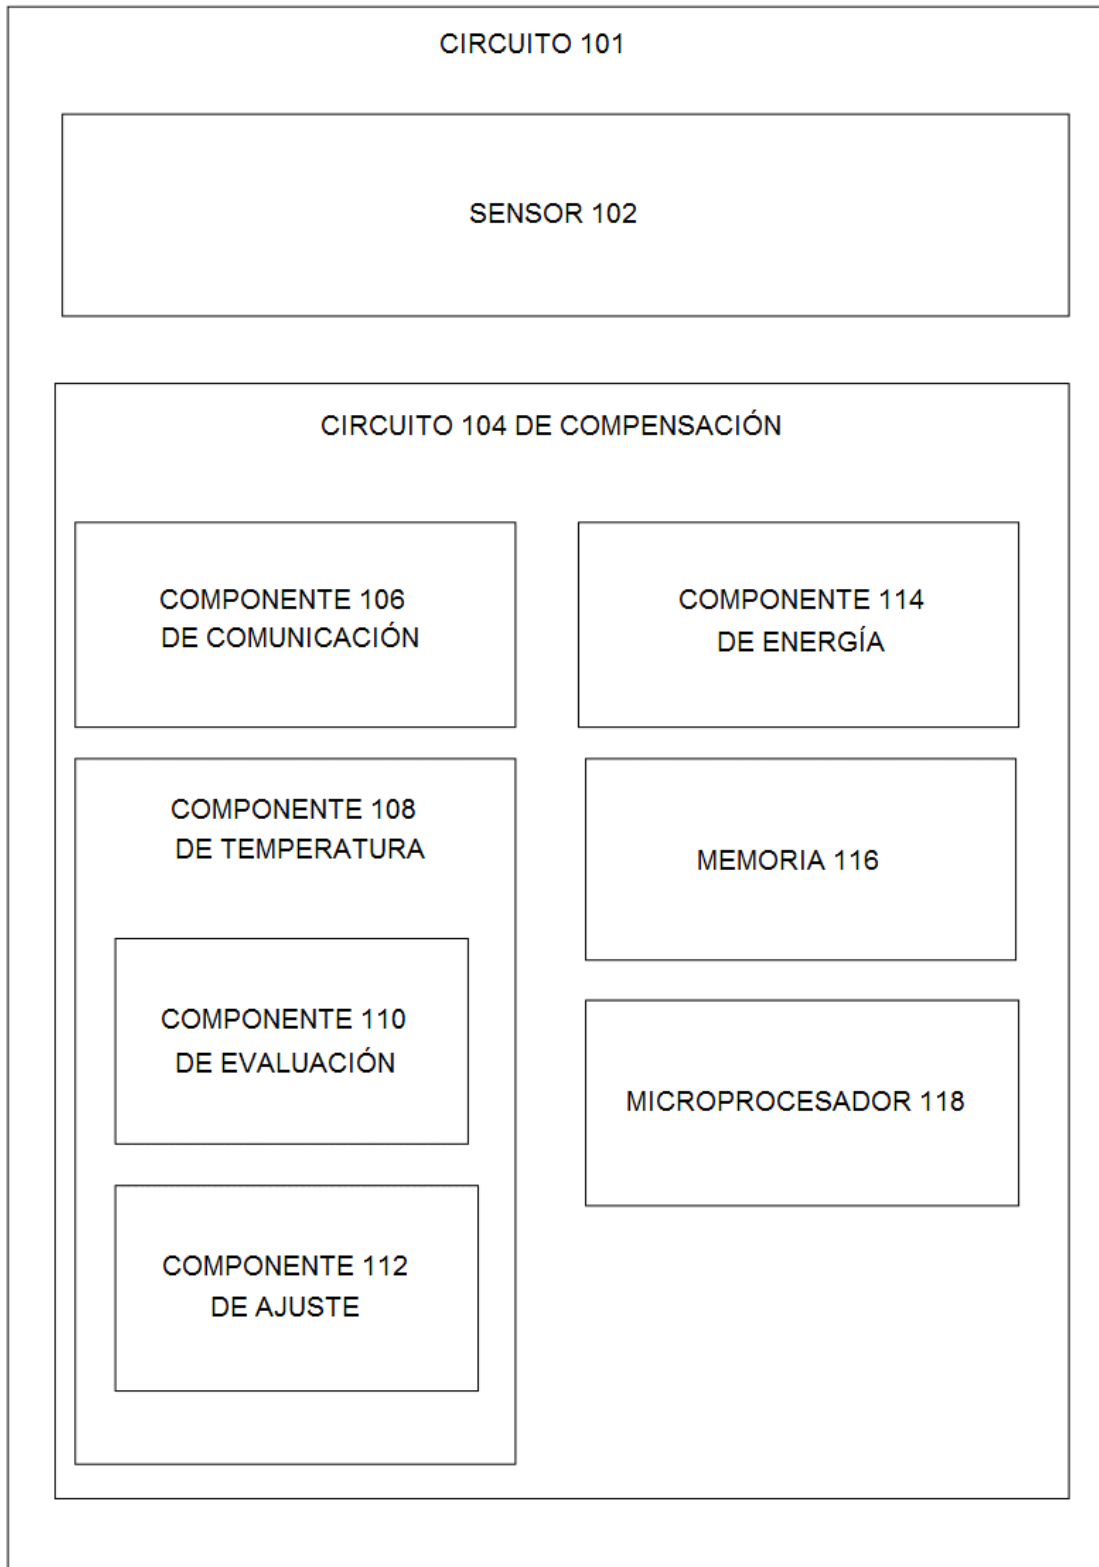 CIRCUITO 101
SENSOR 102
CIRCUITO 104 DE COMPENSACIÓN
COMPONENTE 106
DE COMUNICACIÓN
COMPONENTE 114
DE ENERGÍA
COMPONENTE 108
DE TEMPERATURA
MEMORIA 116
COMPONENTE 110
DE EVALUACIÓN
MICROPROCESADOR 118
COMPONENTE 112
DE AJUSTE